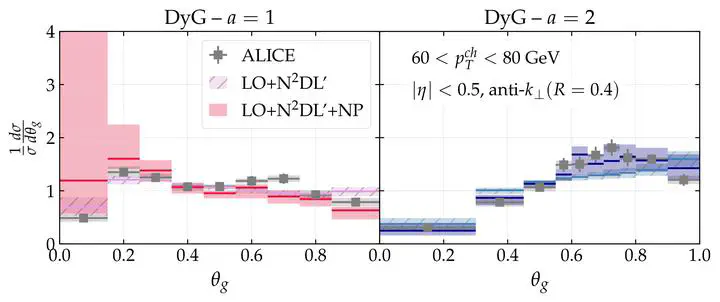 DyG – a = 1
DyG – a = 2
4
3
2
1
0
1/σ dσ/dθg
ALICE
LO+N²DL′
LO+N²DL′+NP
60 < p_T^ch < 80 GeV
|η| < 0.5, anti-k⊥(R = 0.4)
0.0 0.2 0.4 0.6 0.8 0.0 0.2 0.4 0.6 0.8 1.0
θg
θg